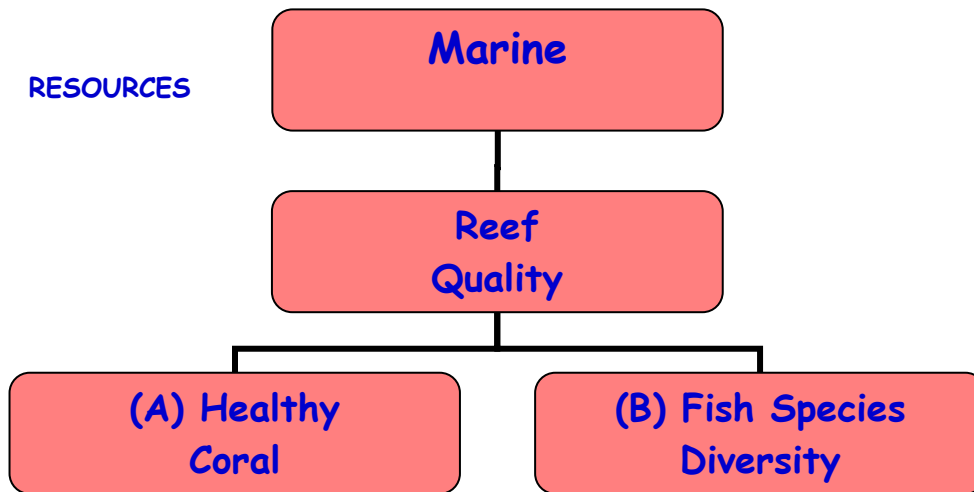 Marine
RESOURCES
Reef
Quality
(A) Healthy
Coral
(B) Fish Species
Diversity